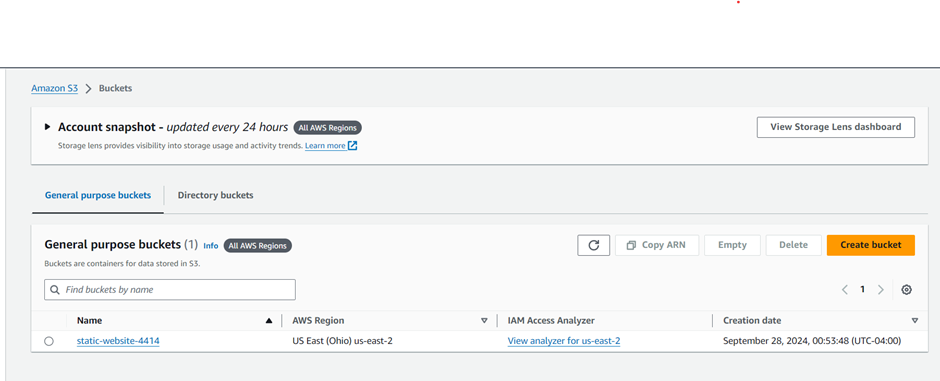 Amazon S3 > Buckets
Account snapshot - updated every 24 hours All AWS Regions View Storage Lens dashboard
Storage lens provides visibility into storage usage and activity trends. Learn more
General purpose buckets Directory buckets
General purpose buckets (1) Info All AWS Regions Copy ARN Empty Delete Create bucket
Buckets are containers for data stored in S3.
Find buckets by name 1
Name AWS Region IAM Access Analyzer Creation date
static-website-4414 US East (Ohio) us-east-2 View analyzer for us-east-2 September 28, 2024, 00:53:48 (UTC-04:00)